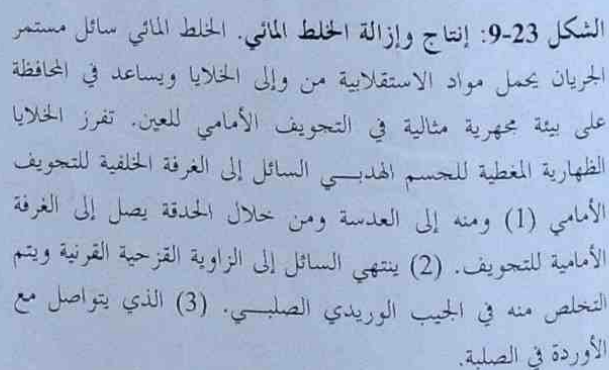 الشكل 23-9: إنتاج وإزالة الخلط المائي. الخلط المائي سائل مستمر
الجريان يحمل مواد الاستقلابية من وإلى الخلايا ويساعد في المحافظة
على بيئة مجهرية مثالية في التجويف الأمامي للعين. تفرز الخلايا
الظهارية المغطية للجسم الهدبـــي السائل إلى الغرفة الخلفية للتجويف
الأمامي (1) ومنه إلى العدسة ومن خلال الحدقة يصل إلى الغرفة
الأمامية للتجويف. (2) ينتهي السائل إلى الزاوية القزحية القرنية ويتم
التخلص منه في الجيب الوريدي الصلبـــي. (3) الذي يتواصل مع
الأوردة في الصلبة.